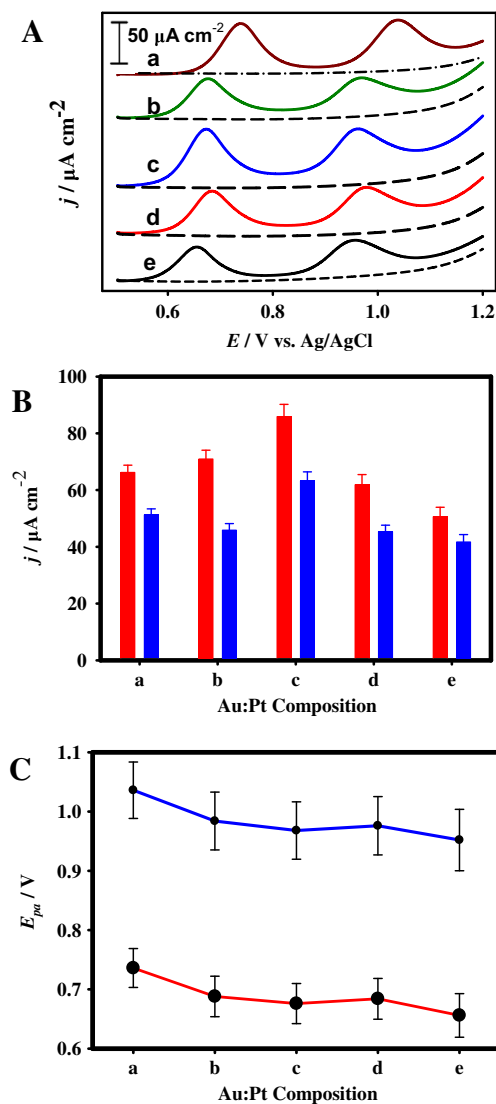 A
50 µA cm-2
a
b
c
d
e
j / µA cm-2
0.6 0.8 1.0 1.2
E / V vs. Ag/AgCl
B
100
80
60
40
20
0
j / µA cm-2
a b c d e
Au:Pt Composition
C
1.1
1.0
0.9
0.8
0.7
0.6
Epa / V
a b c d e
Au:Pt Composition